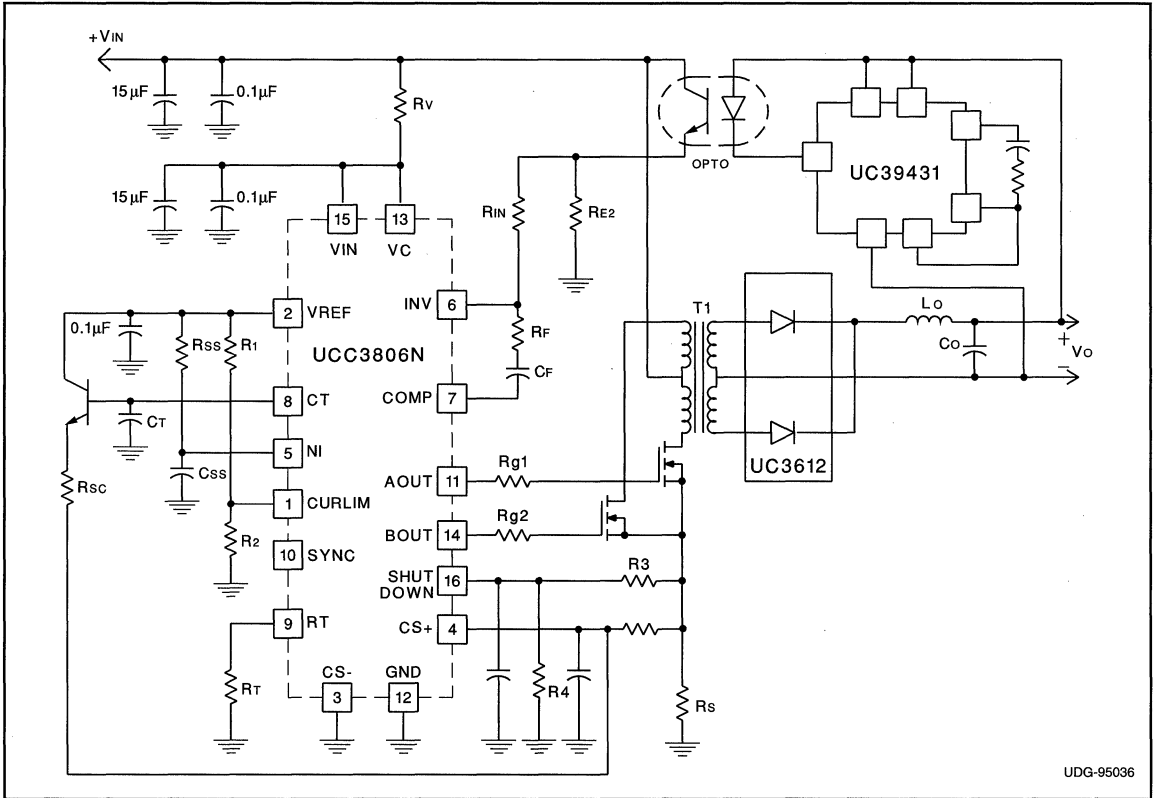 +VIN
15µF
0.1µF
RV
OPTO
UC39431
15µF
0.1µF
RIN
RE2
15
13
VIN
VC
INV
6
2
VREF
0.1µF
RSS
R1
UCC3806N
RF
CF
T1
LO
CO
+
VO
–
COMP
7
8
CT
CT
5
NI
CSS
UC3612
AOUT
11
Rg1
RSC
1
CURLIM
BOUT
14
Rg2
R2
10
SYNC
SHUT
DOWN
16
R3
9
RT
CS+
4
RT
CS-
GND
3
12
R4
RS
UDG-95036